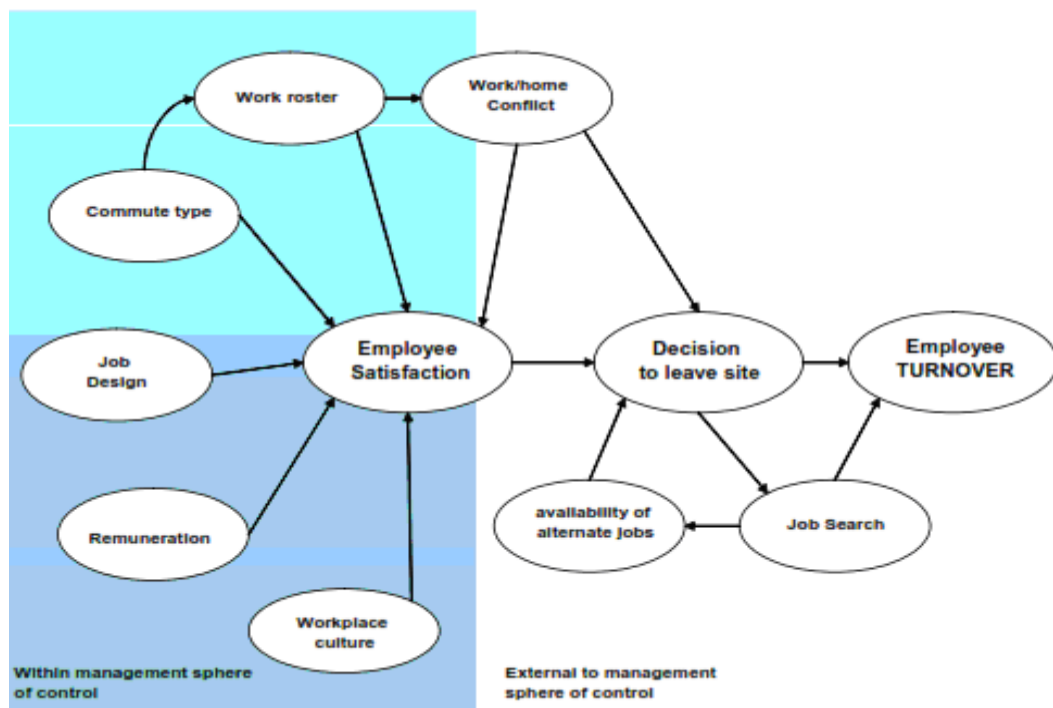 Work roster
Work/home
Conflict
Commute type
Job
Design
Employee
Satisfaction
Decision
to leave site
Employee
TURNOVER
Remuneration
availability of
alternate jobs
Job Search
Workplace
culture
Within management sphere
of control
External to management
sphere of control